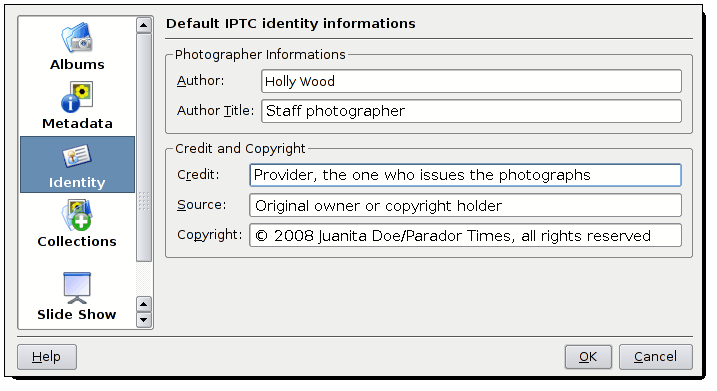 Albums
Metadata
Identity
Collections
Slide Show
Default IPTC identity informations
Photographer Informations
Author: Holly Wood
Author Title: Staff photographer
Credit and Copyright
Credit: Provider, the one who issues the photographs
Source: Original owner or copyright holder
Copyright: © 2008 Juanita Doe/Parador Times, all rights reserved
Help
OK
Cancel